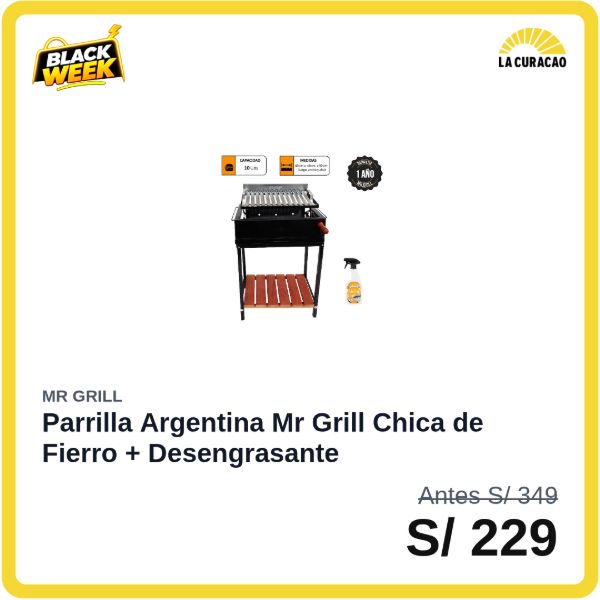 BLACK
WEEK
LA CURACAO
CAPACIDAD
MEDIDAS
1 AÑO
MR GRILL
Parrilla Argentina Mr Grill Chica de
Fierro + Desengrasante
Antes S/ 349
S/ 229